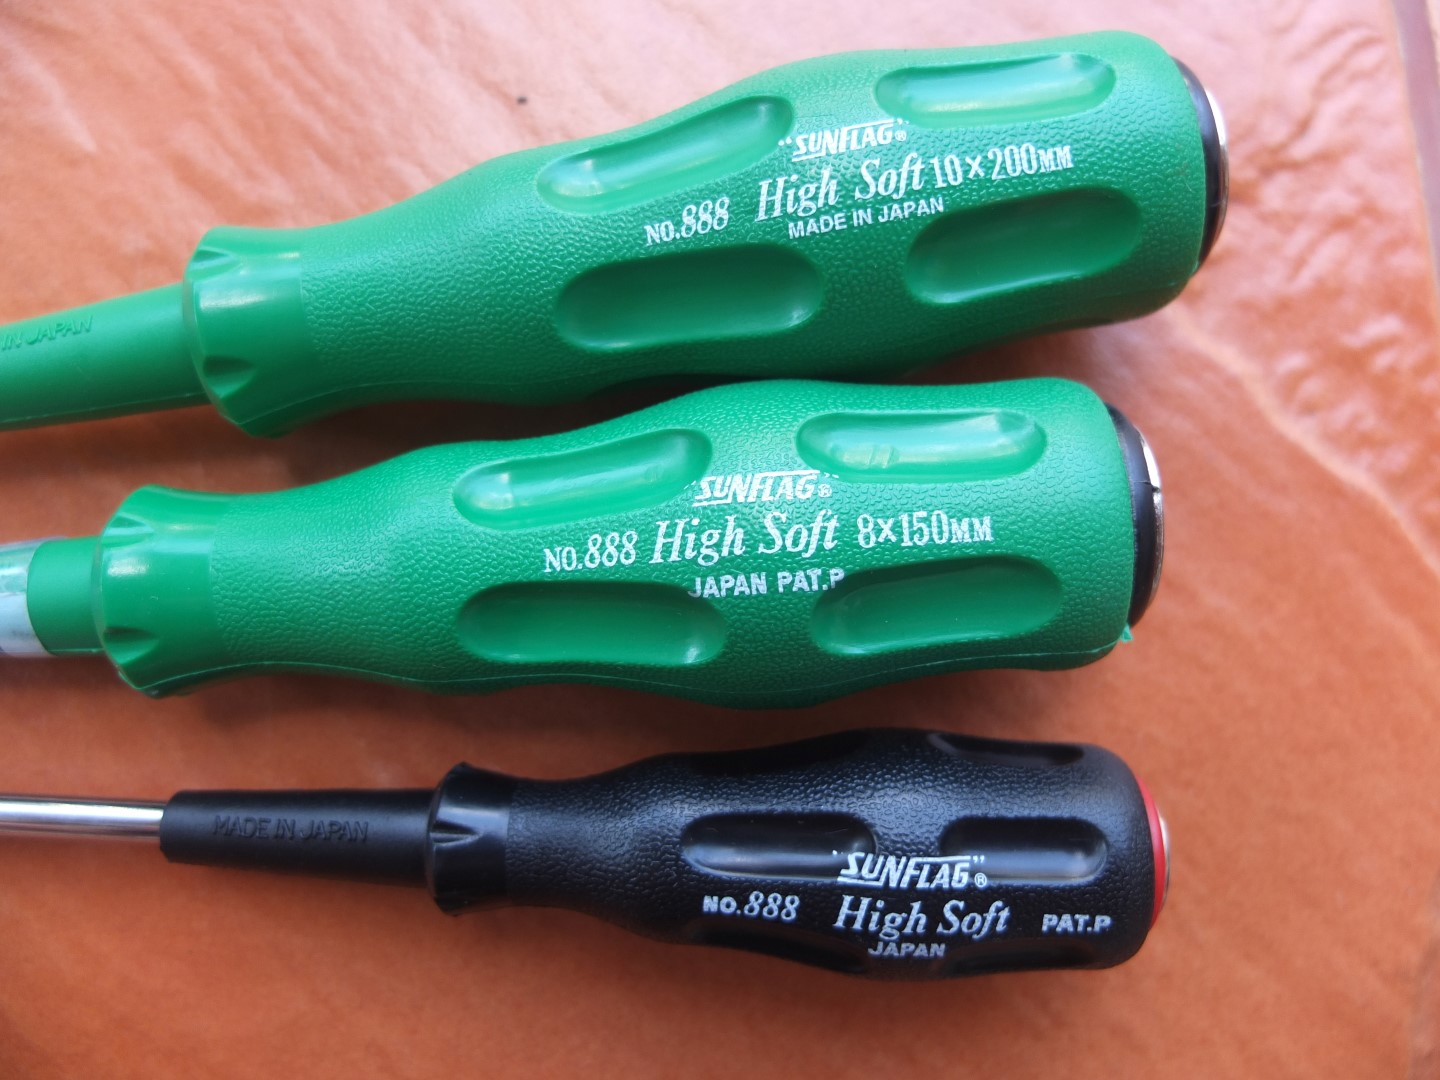 "SUNFLAG"®
No.888 High Soft 10×200MM
MADE IN JAPAN
IN JAPAN
"SUNFLAG"®
No.888 High Soft 8×150MM
JAPAN PAT.P
MADE IN JAPAN
"SUNFLAG"®
No.888 High Soft PAT.P
JAPAN